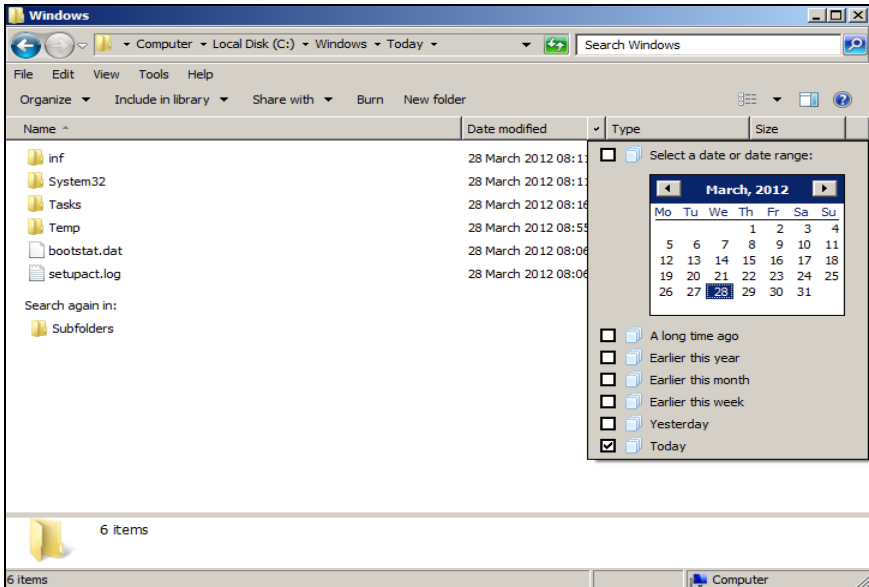 Windows
Computer Local Disk (C:) Windows Today Search Windows
File Edit View Tools Help
Organize Include in library Share with Burn New folder
Name Date modified Type Size
inf 28 March 2012 08:11
System32 28 March 2012 08:11
Tasks 28 March 2012 08:16
Temp 28 March 2012 08:55
bootstat.dat 28 March 2012 08:06
setupact.log 28 March 2012 08:06
Search again in:
Subfolders
Select a date or date range:
March, 2012
Mo Tu We Th Fr Sa Su
1 2 3 4
5 6 7 8 9 10 11
12 13 14 15 16 17 18
19 20 21 22 23 24 25
26 27 28 29 30 31
A long time ago
Earlier this year
Earlier this month
Earlier this week
Yesterday
Today
6 items
6 items Computer